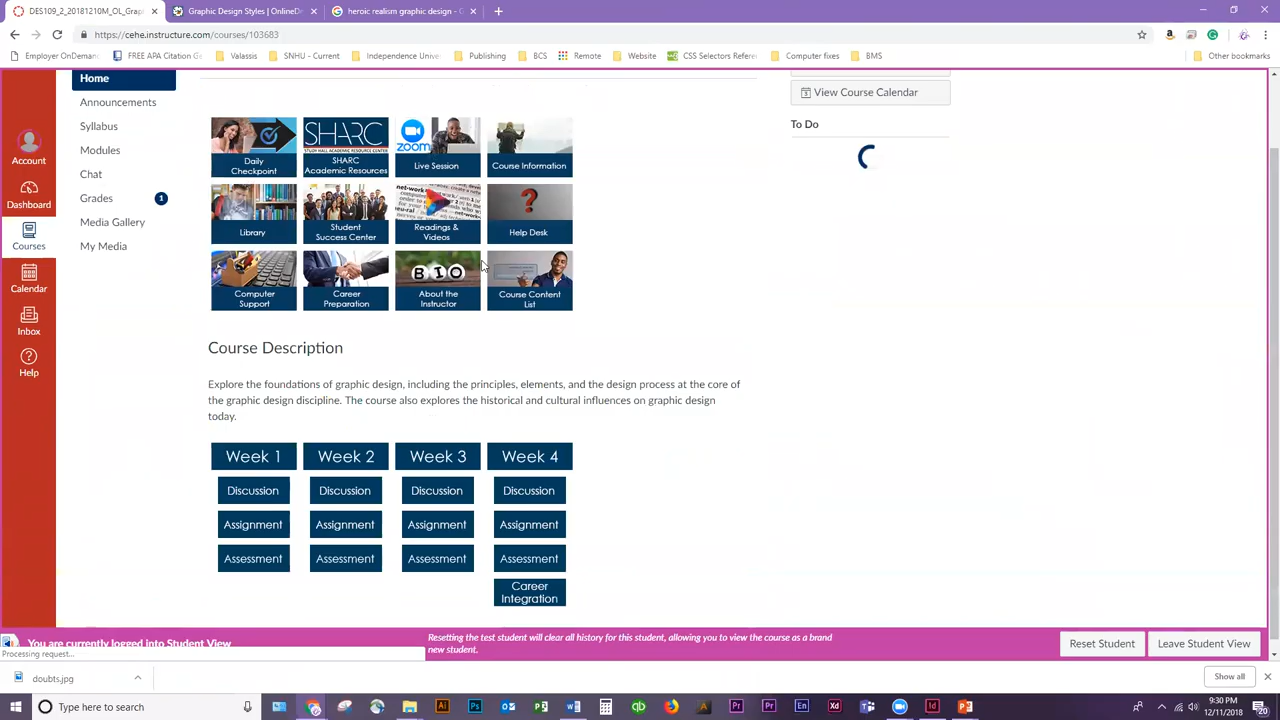 DES109_2_20181210M_OL_Grap
Graphic Design Styles | OnlineD
heroic realism graphic design - G
https://cehe.instructure.com/courses/103683
Employer OnDeman
FREE APA Citation Ge
Valassis
SNHU - Current
Independence Univer
Publishing
BCS
Remote
Website
CSS Selectors Refere
Computer fixes
BMS
Other bookmarks
Home
Announcements
Syllabus
Modules
Chat
Grades
1
Media Gallery
My Media
Account
Dashboard
Courses
Calendar
Inbox
Help
View Course Calendar
To Do
Daily
Checkpoint
SHARC
STUDY HALL ACADEMIC RESOURCE CENTER
SHARC
Academic Resources
zoom
Live Session
Course Information
Library
Student
Success Center
Readings &
Videos
Help Desk
Computer
Support
Career
Preparation
BIO
About the
Instructor
Course Content
List
Course Description
Explore the foundations of graphic design, including the principles, elements, and the design process at the core of
the graphic design discipline. The course also explores the historical and cultural influences on graphic design
today.
Week 1
Week 2
Week 3
Week 4
Discussion
Discussion
Discussion
Discussion
Assignment
Assignment
Assignment
Assignment
Assessment
Assessment
Assessment
Assessment
Career
Integration
You are currently logged into Student View
Resetting the test student will clear all history for this student, allowing you to view the course as a brand
new student.
Reset Student
Leave Student View
Processing request...
doubts.jpg
Show all
Type here to search
9:30 PM
12/11/2018
20